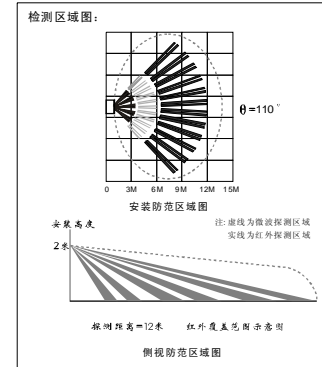 检测区域图：
θ=110″
0 3M 6M 9M 12M 15M
安装防范区域图
安装高度
注: 虚线为微波探测区域
实线为红外探测区域
2米
探测距离=12米 红外覆盖范围示意图
侧视防范区域图